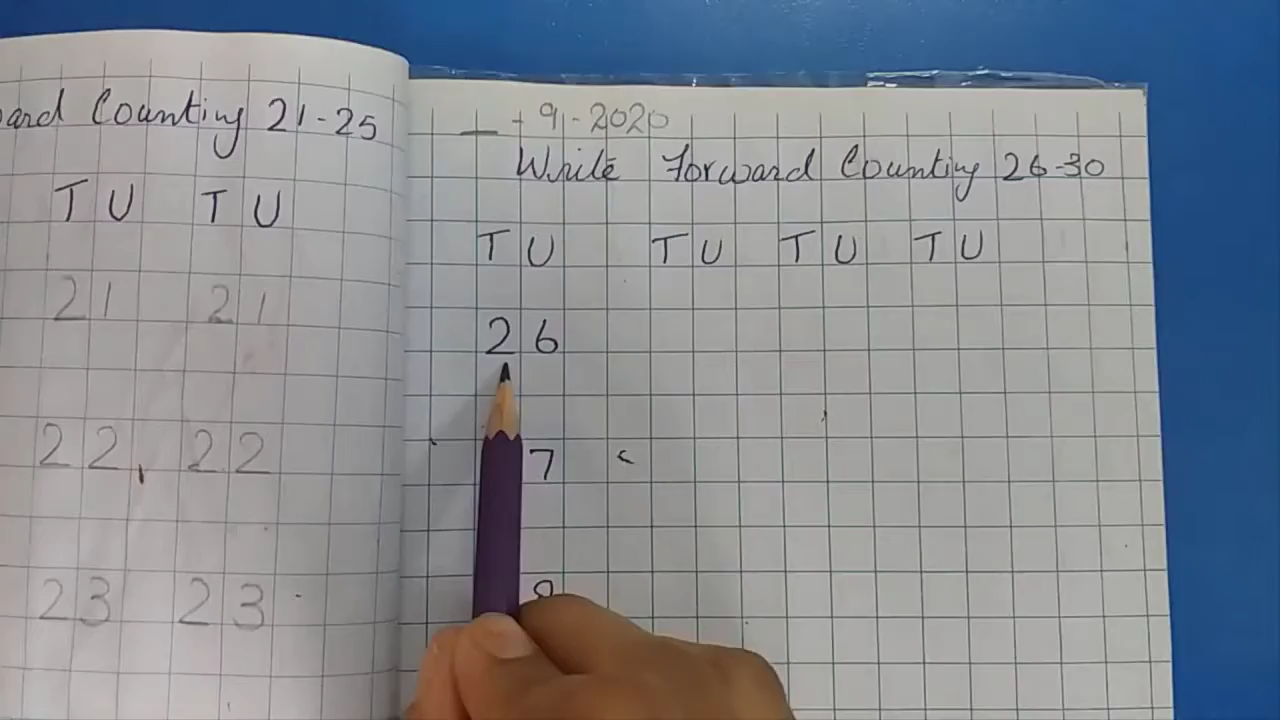 ard Counting 21-25
T U T U
21 21
22, 22
23 23
_ - 9 - 2020
Write Forward Counting 26-30
T U T U T U T U
26
7
8